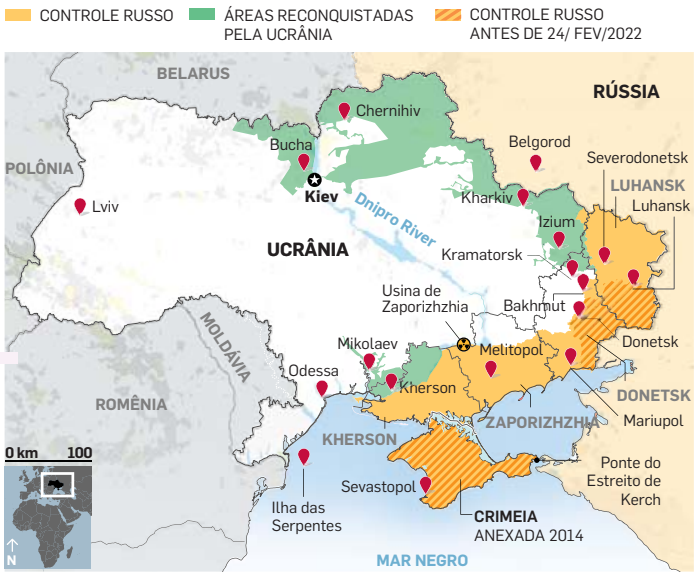 CONTROLE RUSSO
ÁREAS RECONQUISTADAS
PELA UCRÂNIA
CONTROLE RUSSO
ANTES DE 24/ FEV/2022
BELARUS
RÚSSIA
Chernihiv
Bucha
Belgorod
Severodonetsk
POLÔNIA
LUHANSK
Kiev
Kharkiv
Luhansk
Lviv
Dnipro River
Izium
UCRÂNIA
Kramatorsk
Usina de
Zaporizhzhia
Bakhmut
MOLDÁVIA
Mikolaev
Melitopol
Donetsk
Odessa
Kherson
DONETSK
ROMÊNIA
ZAPORIZHZHIA
Mariupol
KHERSON
0 km 100
Ponte do
Estreito de
Kerch
Sevastopol
Ilha das
Serpentes
CRIMEIA
ANEXADA 2014
N
MAR NEGRO